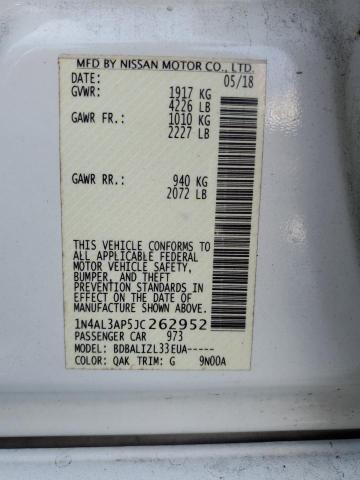 MFD BY NISSAN MOTOR CO., LTD.
DATE: 05/18
GVWR: 1917 KG
4226 LB
GAWR FR.: 1010 KG
2227 LB
GAWR RR.: 940 KG
2072 LB
THIS VEHICLE CONFORMS TO
ALL APPLICABLE FEDERAL
MOTOR VEHICLE SAFETY,
BUMPER, AND THEFT
PREVENTION STANDARDS IN
EFFECT ON THE DATE OF
MANUFACTURE SHOWN ABOVE.
1N4AL3AP5JC262952
PASSENGER CAR 973
MODEL: BDBALIZL33EUA-----
COLOR: QAK TRIM: G 9N00A